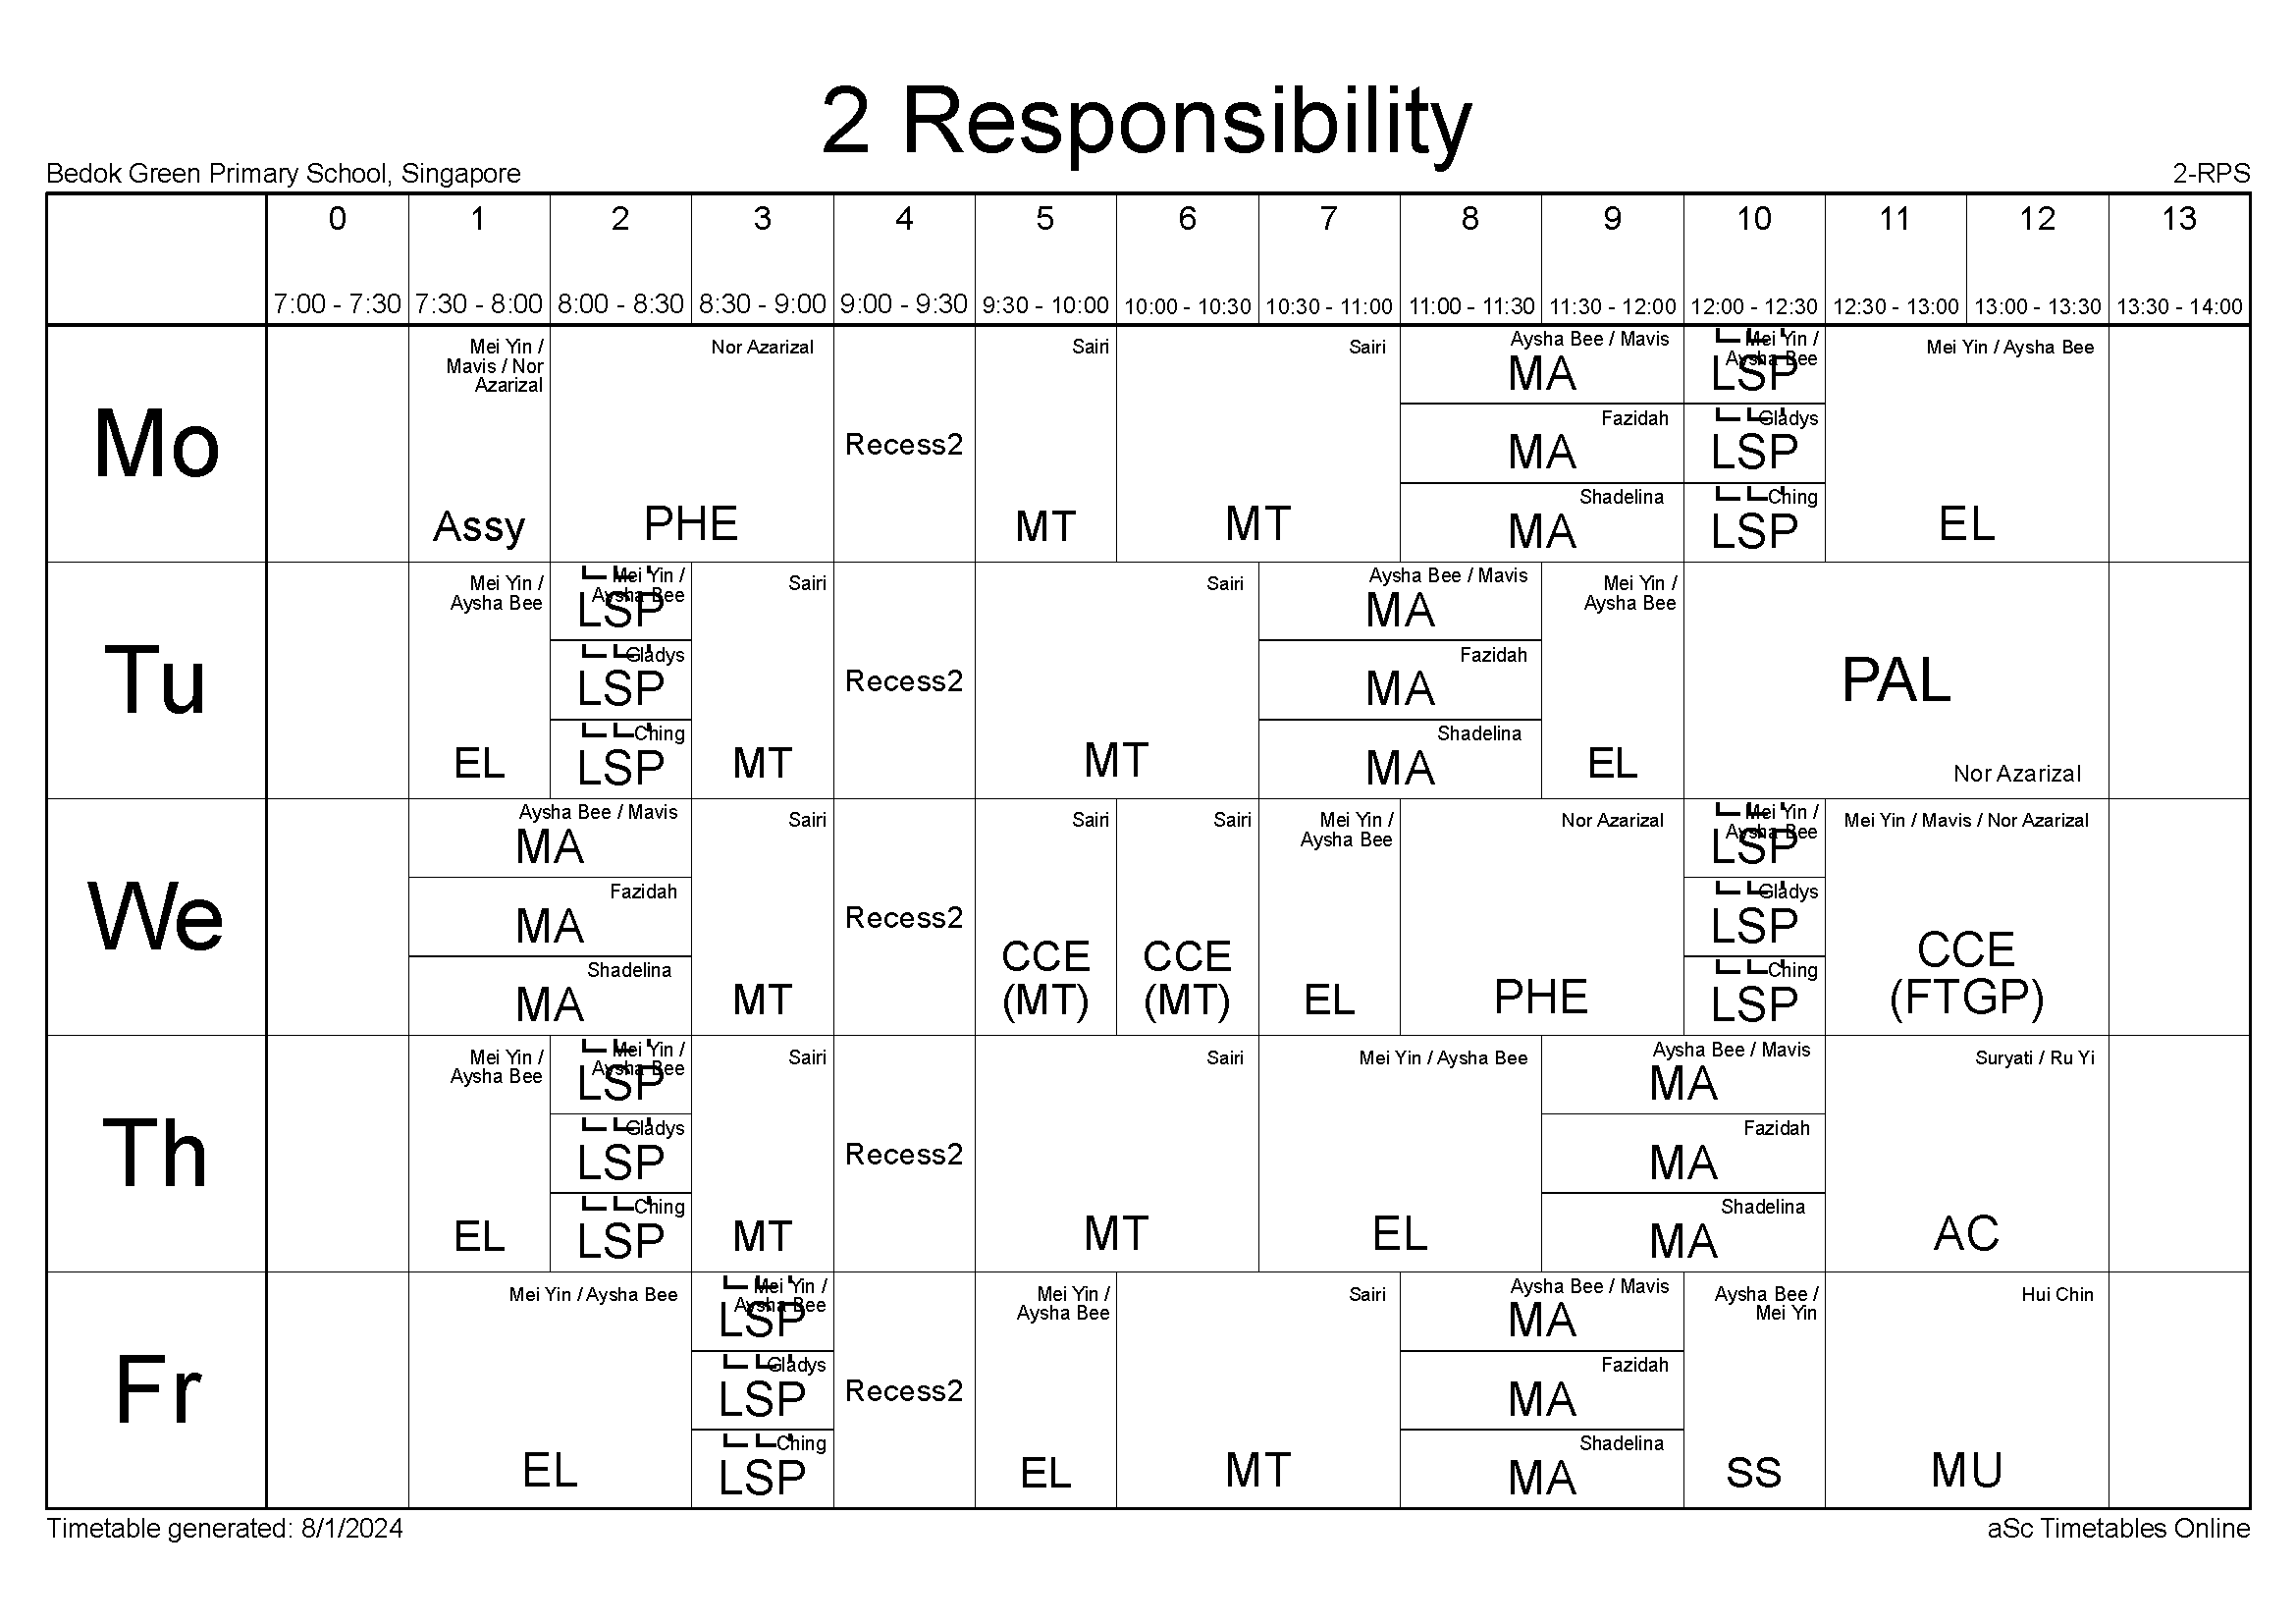 2 Responsibility
Bedok Green Primary School, Singapore
2-RPS
0 1 2 3 4 5 6 7 8 9 10 11 12 13
7:00 - 7:30 7:30 - 8:00 8:00 - 8:30 8:30 - 9:00 9:00 - 9:30 9:30 - 10:00 10:00 - 10:30 10:30 - 11:00 11:00 - 11:30 11:30 - 12:00 12:00 - 12:30 12:30 - 13:00 13:00 - 13:30 13:30 - 14:00
Mo
Mei Yin /
Mavis / Nor
Azarizal
Assy
Nor Azarizal
PHE
Recess2
Sairi
MT
Sairi
MT
Aysha Bee / Mavis
MA
Fazidah
MA
Shadelina
MA
Mei Yin /
Aysha Bee
LSP
Gladys
LSP
Ching
LSP
Mei Yin / Aysha Bee
EL
Tu
Mei Yin /
Aysha Bee
EL
Mei Yin /
Aysha Bee
LSP
Gladys
LSP
Ching
LSP
Sairi
MT
Recess2
Sairi
MT
Aysha Bee / Mavis
MA
Fazidah
MA
Shadelina
MA
Mei Yin /
Aysha Bee
EL
PAL
Nor Azarizal
We
Aysha Bee / Mavis
MA
Fazidah
MA
Shadelina
MA
Sairi
MT
Recess2
Sairi
CCE
(MT)
Sairi
CCE
(MT)
Mei Yin /
Aysha Bee
EL
Nor Azarizal
PHE
Mei Yin /
Aysha Bee
LSP
Gladys
LSP
Ching
LSP
Mei Yin / Mavis / Nor Azarizal
CCE
(FTGP)
Th
Mei Yin /
Aysha Bee
EL
Mei Yin /
Aysha Bee
LSP
Gladys
LSP
Ching
LSP
Sairi
MT
Recess2
Sairi
MT
Mei Yin / Aysha Bee
EL
Aysha Bee / Mavis
MA
Fazidah
MA
Shadelina
MA
Suryati / Ru Yi
AC
Fr
Mei Yin / Aysha Bee
EL
Mei Yin /
Aysha Bee
LSP
Gladys
LSP
Ching
LSP
Recess2
Mei Yin /
Aysha Bee
EL
Sairi
MT
Aysha Bee / Mavis
MA
Fazidah
MA
Shadelina
MA
Aysha Bee /
Mei Yin
SS
Hui Chin
MU
Timetable generated: 8/1/2024
aSc Timetables Online